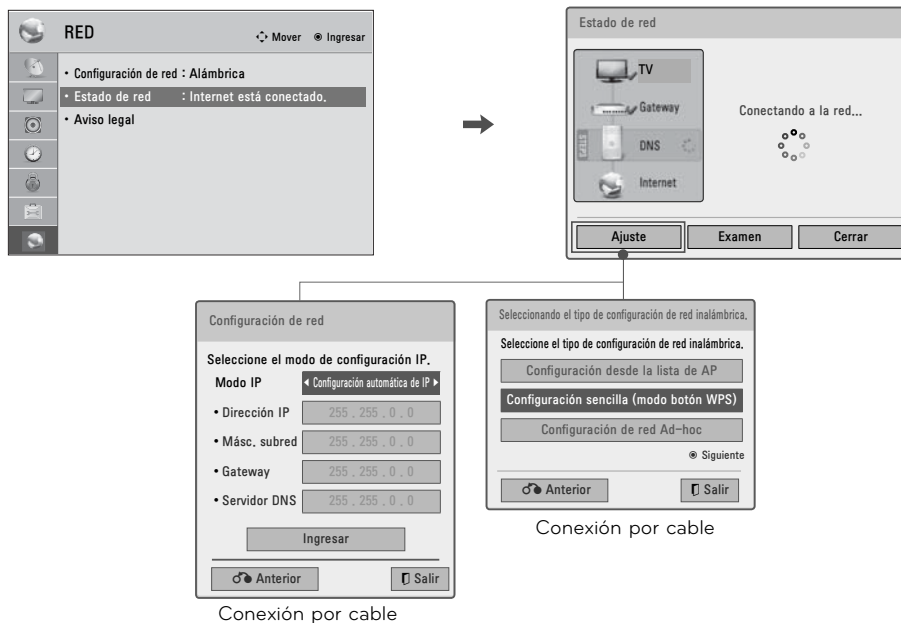 RED
Mover Ingresar
• Configuración de red : Alámbrica
• Estado de red : Internet está conectado.
• Aviso legal
Estado de red
TV
Gateway
STEP3
DNS
Internet
Conectando a la red...
Ajuste Examen Cerrar
Configuración de red
Seleccione el modo de configuración IP.
Modo IP Configuración automática de IP
• Dirección IP 255 . 255 . 0 . 0
• Másc. subred 255 . 255 . 0 . 0
• Gateway 255 . 255 . 0 . 0
• Servidor DNS 255 . 255 . 0 . 0
Ingresar
Anterior Salir
Conexión por cable
Seleccionando el tipo de configuración de red inalámbrica.
Seleccione el tipo de configuración de red inalámbrica.
Configuración desde la lista de AP
Configuración sencilla (modo botón WPS)
Configuración de red Ad-hoc
Siguiente
Anterior Salir
Conexión por cable